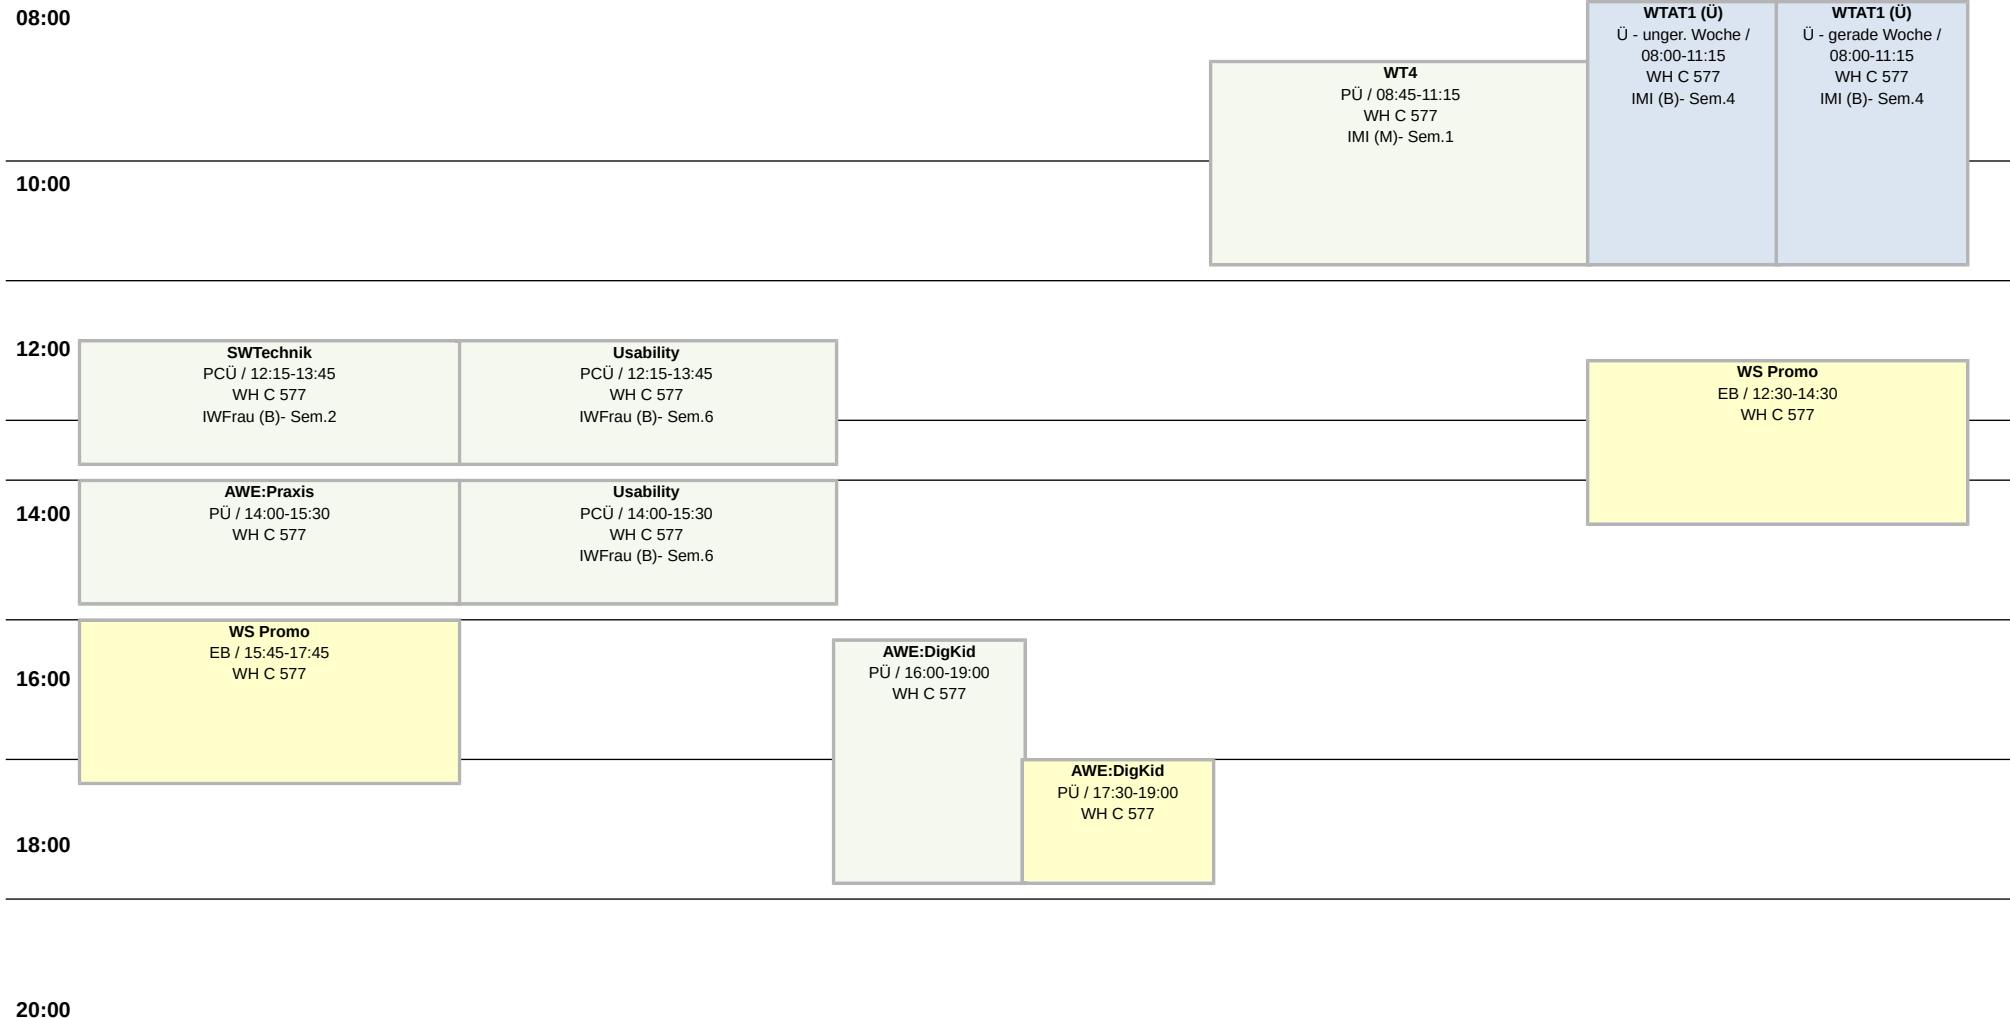 08:00
WTAT1 (Ü)
Ü - unger. Woche /
08:00-11:15
WH C 577
IMI (B)- Sem.4
WTAT1 (Ü)
Ü - gerade Woche /
08:00-11:15
WH C 577
IMI (B)- Sem.4
WT4
PÜ / 08:45-11:15
WH C 577
IMI (M)- Sem.1
10:00
12:00
SWTechnik
PCÜ / 12:15-13:45
WH C 577
IWFrau (B)- Sem.2
Usability
PCÜ / 12:15-13:45
WH C 577
IWFrau (B)- Sem.6
WS Promo
EB / 12:30-14:30
WH C 577
14:00
AWE:Praxis
PÜ / 14:00-15:30
WH C 577
Usability
PCÜ / 14:00-15:30
WH C 577
IWFrau (B)- Sem.6
WS Promo
EB / 15:45-17:45
WH C 577
16:00
AWE:DigKid
PÜ / 16:00-19:00
WH C 577
AWE:DigKid
PÜ / 17:30-19:00
WH C 577
18:00
20:00